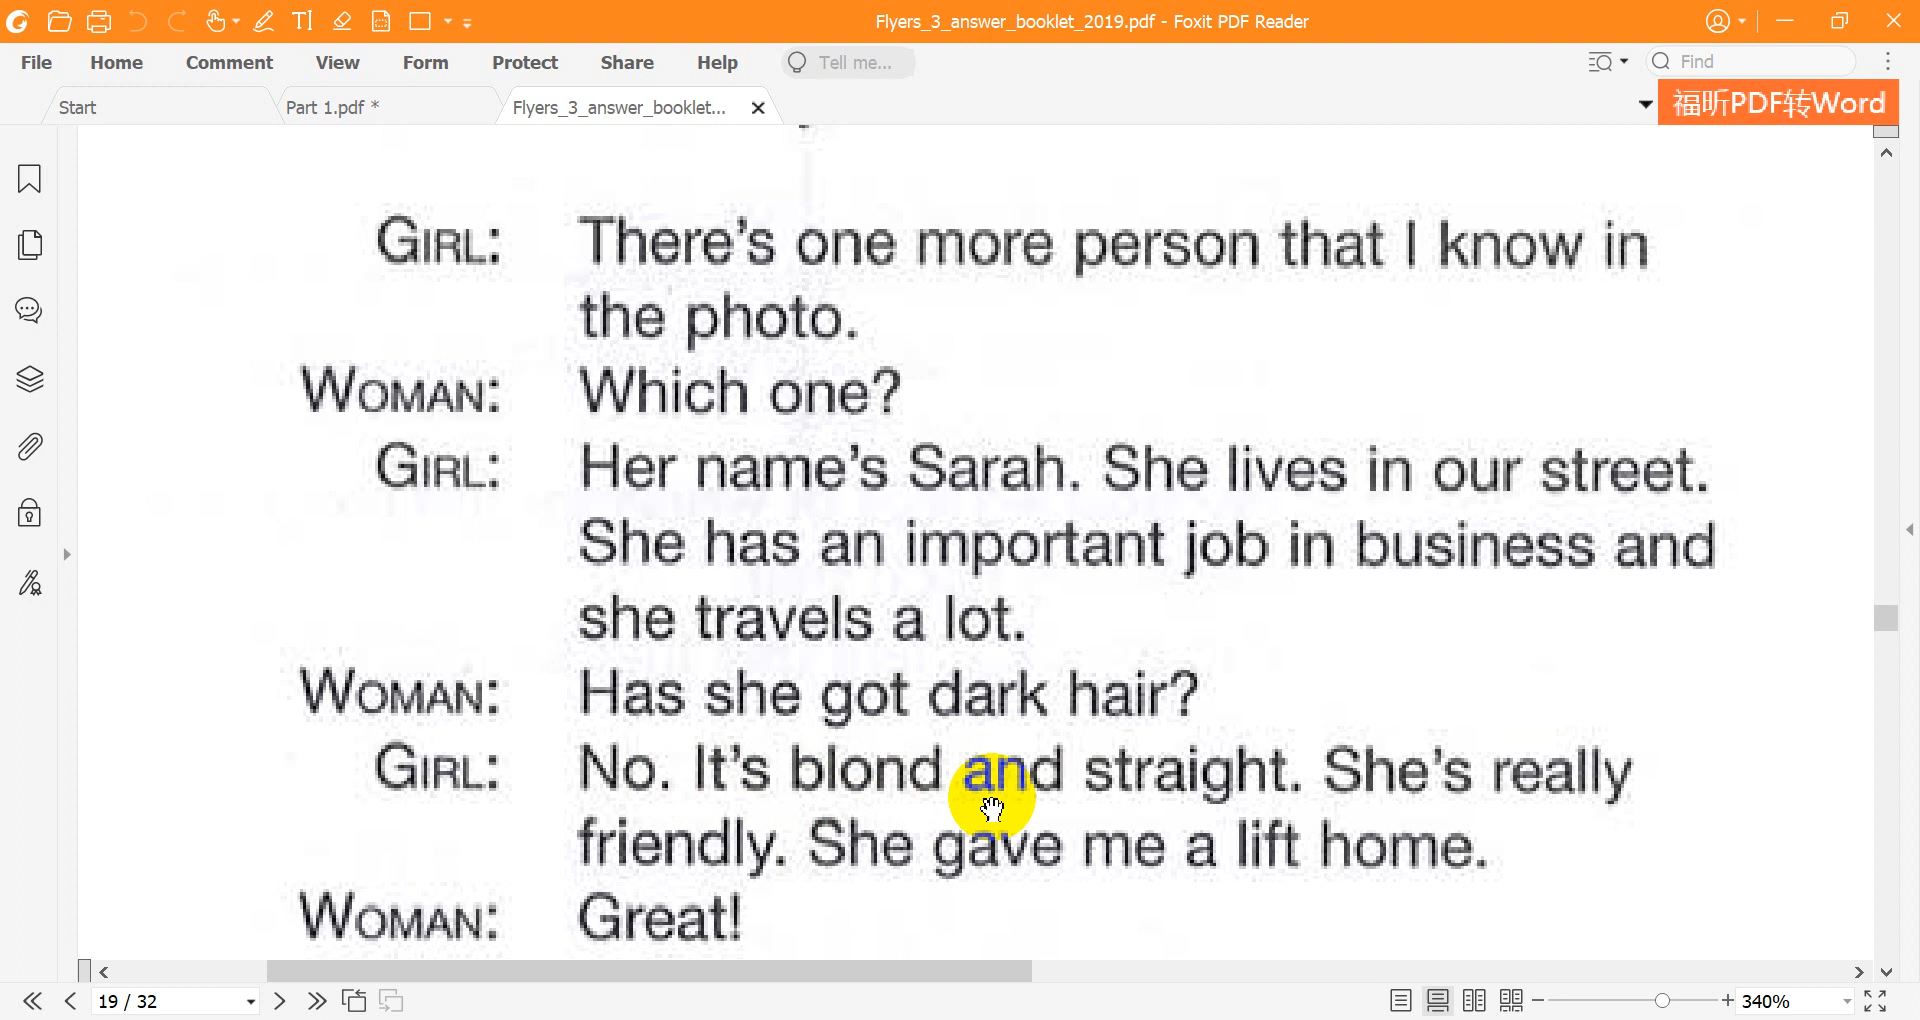 Flyers_3_answer_booklet_2019.pdf - Foxit PDF Reader
File Home Comment View Form Protect Share Help Tell me... Find
Start Part 1.pdf * Flyers_3_answer_booklet... 福昕PDF转Word
GIRL: There's one more person that I know in
the photo.
WOMAN: Which one?
GIRL: Her name's Sarah. She lives in our street.
She has an important job in business and
she travels a lot.
WOMAN: Has she got dark hair?
GIRL: No. It's blond and straight. She's really
friendly. She gave me a lift home.
WOMAN: Great!
19 / 32 340%